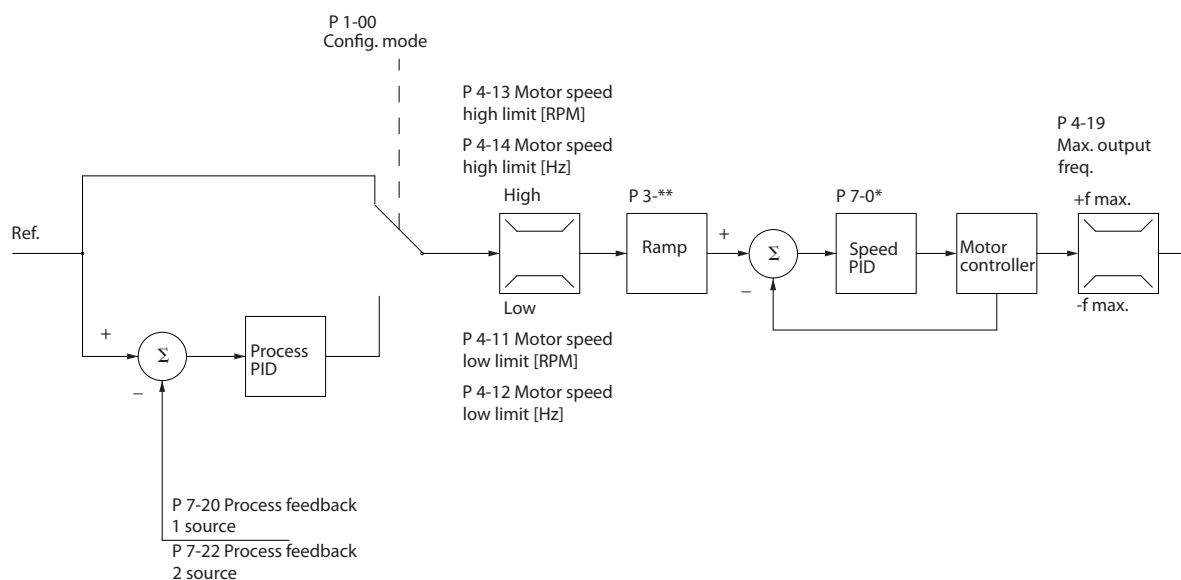 P 1-00
Config. mode
P 4-13 Motor speed
high limit [RPM]
P 4-14 Motor speed
high limit [Hz]
P 4-19
Max. output
freq.
High
P 3-**
P 7-0*
+f max.
Ref.
Ramp
+
−
Σ
Speed
PID
Motor
controller
Low
-f max.
+
−
Σ
Process
PID
P 4-11 Motor speed
low limit [RPM]
P 4-12 Motor speed
low limit [Hz]
P 7-20 Process feedback
1 source
P 7-22 Process feedback
2 source